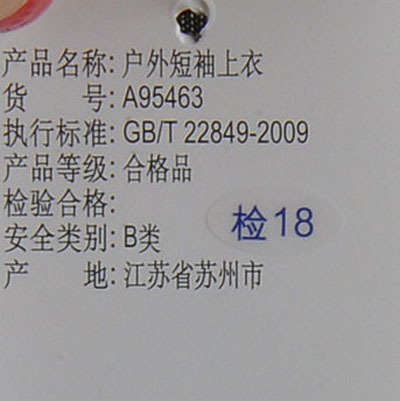 产品名称: 户外短袖上衣
货 号: A95463
执行标准: GB/T 22849-2009
产品等级: 合格品
检验合格:
检18
安全类别: B类
产 地: 江苏省苏州市